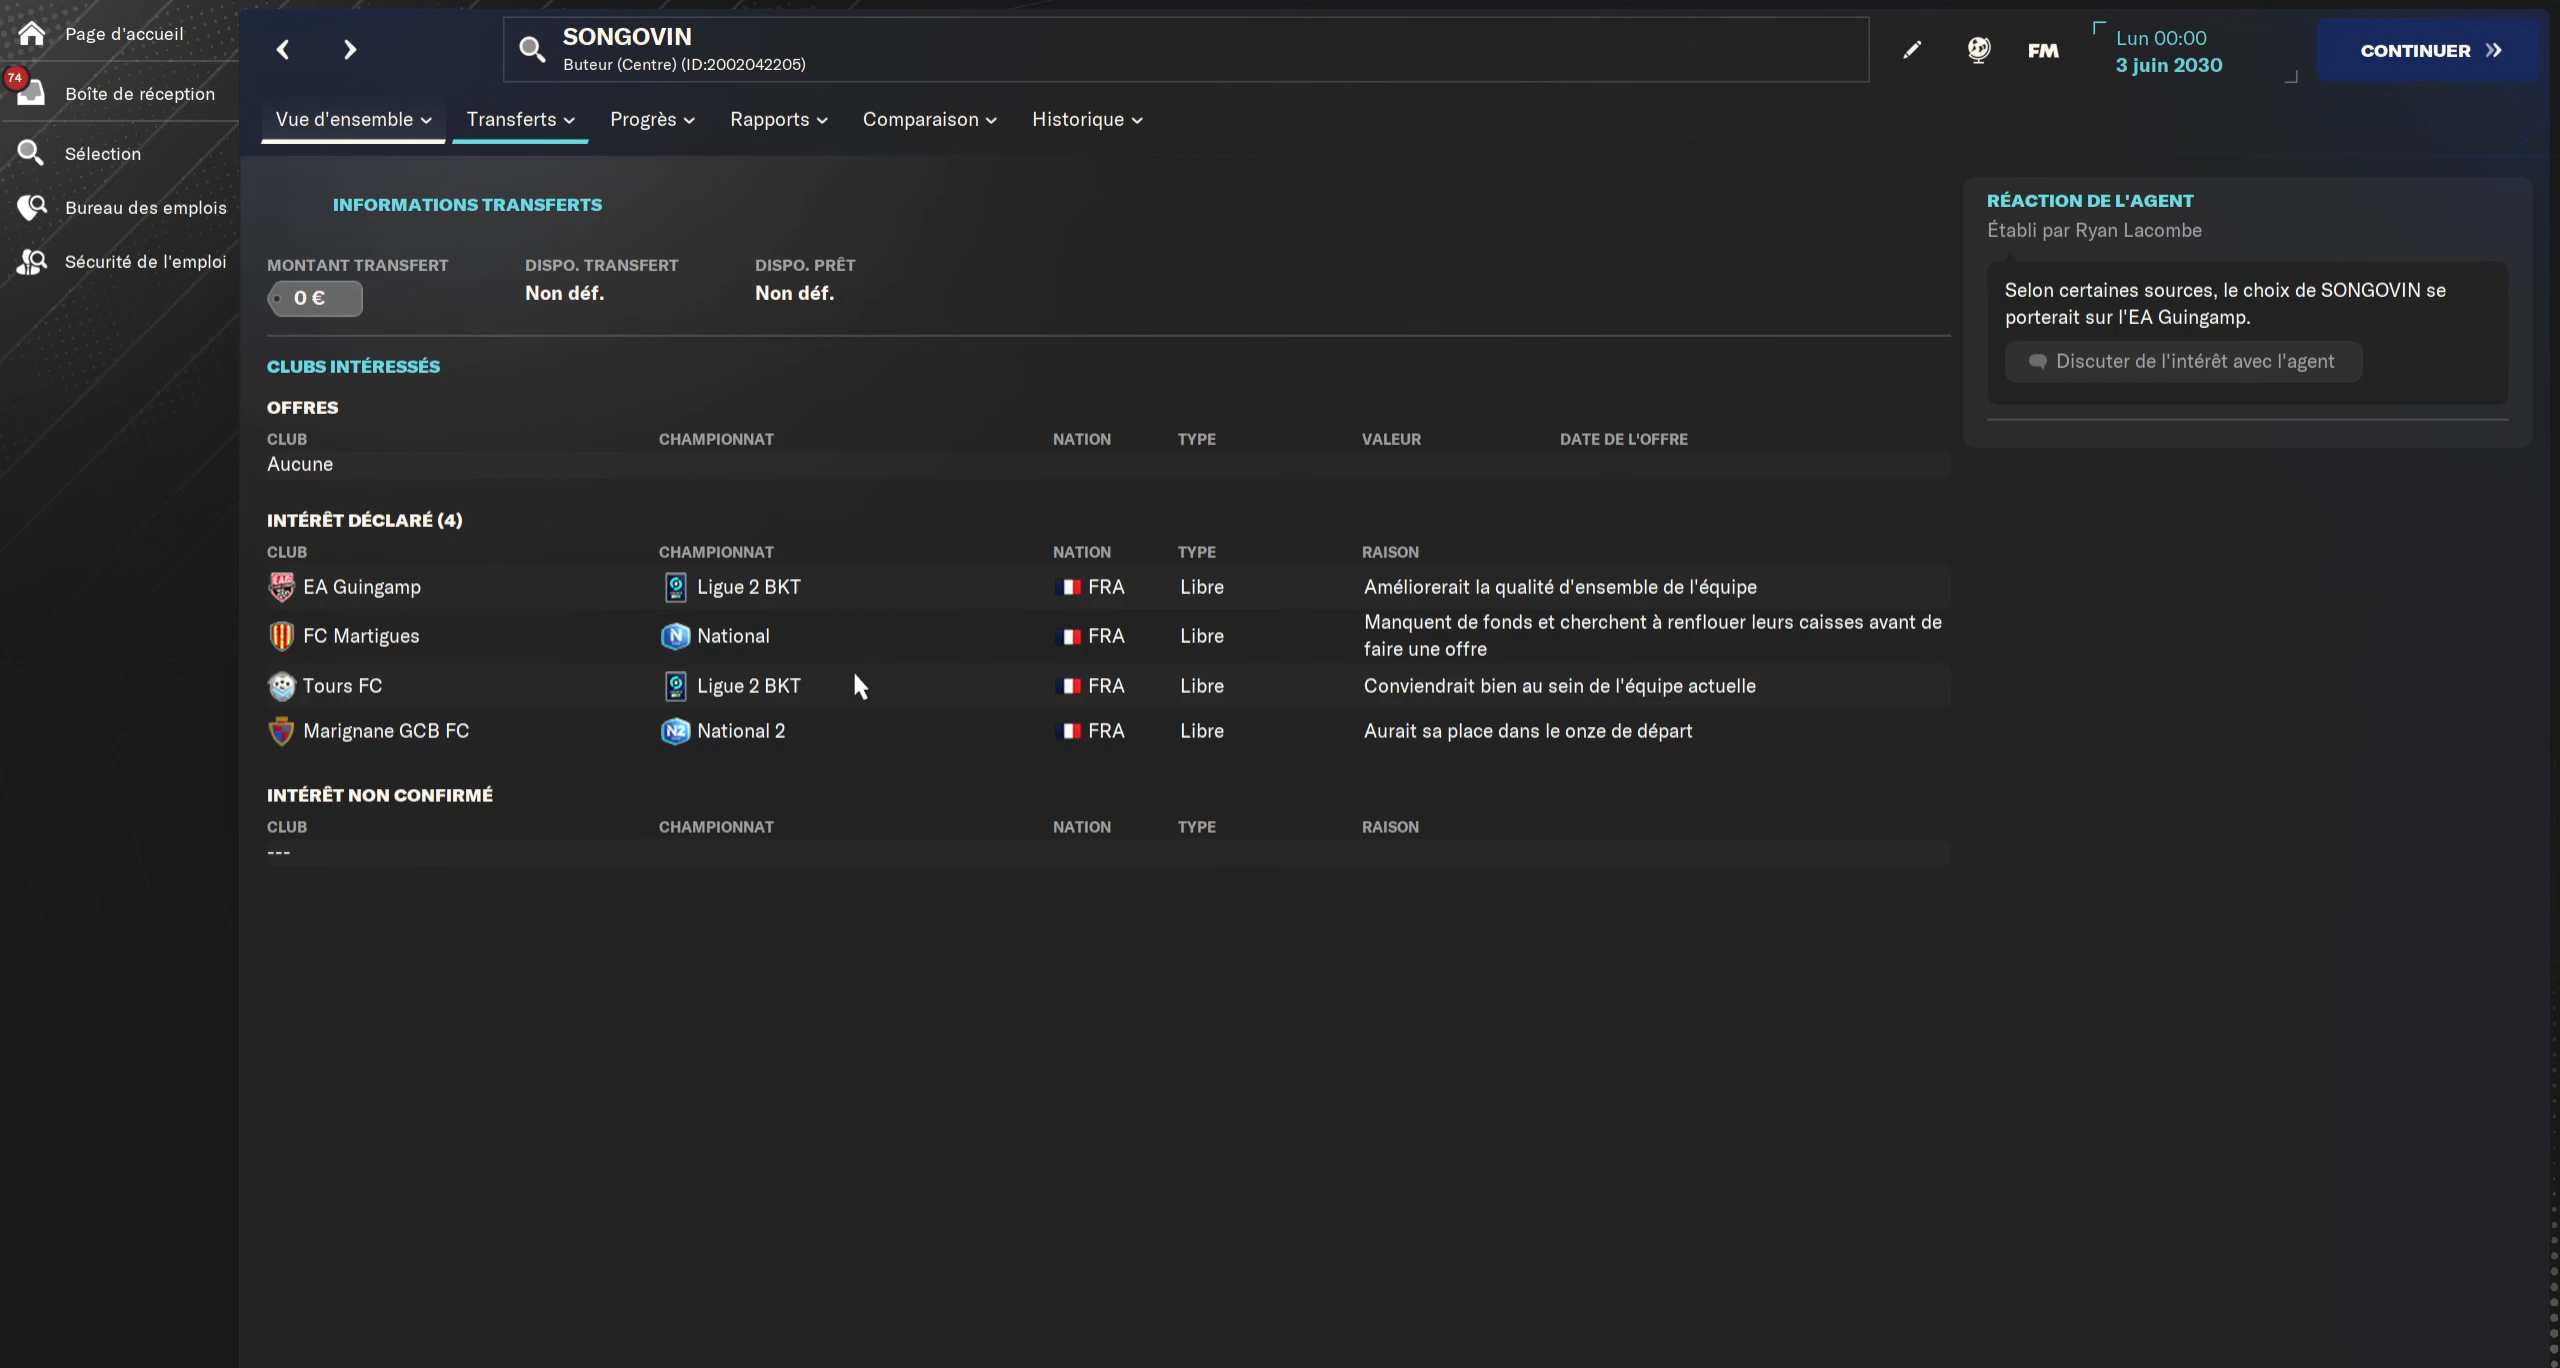 Page d'accueil
74
Boîte de réception
Sélection
Bureau des emplois
Sécurité de l'emploi
SONGOVIN
Buteur (Centre) (ID:2002042205)
FM
Lun 00:00
3 juin 2030
CONTINUER
Vue d'ensemble
Transferts
Progrès
Rapports
Comparaison
Historique
INFORMATIONS TRANSFERTS
MONTANT TRANSFERT
DISPO. TRANSFERT
DISPO. PRÊT
0 €
Non déf.
Non déf.
CLUBS INTÉRESSÉS
OFFRES
CLUB CHAMPIONNAT NATION TYPE VALEUR DATE DE L'OFFRE
Aucune
INTÉRÊT DÉCLARÉ (4)
CLUB CHAMPIONNAT NATION TYPE RAISON
EA Guingamp Ligue 2 BKT FRA Libre Améliorerait la qualité d'ensemble de l'équipe
FC Martigues N National FRA Libre Manquent de fonds et cherchent à renflouer leurs caisses avant de
faire une offre
Tours FC Ligue 2 BKT FRA Libre Conviendrait bien au sein de l'équipe actuelle
Marignane GCB FC N2 National 2 FRA Libre Aurait sa place dans le onze de départ
INTÉRÊT NON CONFIRMÉ
CLUB CHAMPIONNAT NATION TYPE RAISON
---
RÉACTION DE L'AGENT
Établi par Ryan Lacombe
Selon certaines sources, le choix de SONGOVIN se
porterait sur l'EA Guingamp.
Discuter de l'intérêt avec l'agent